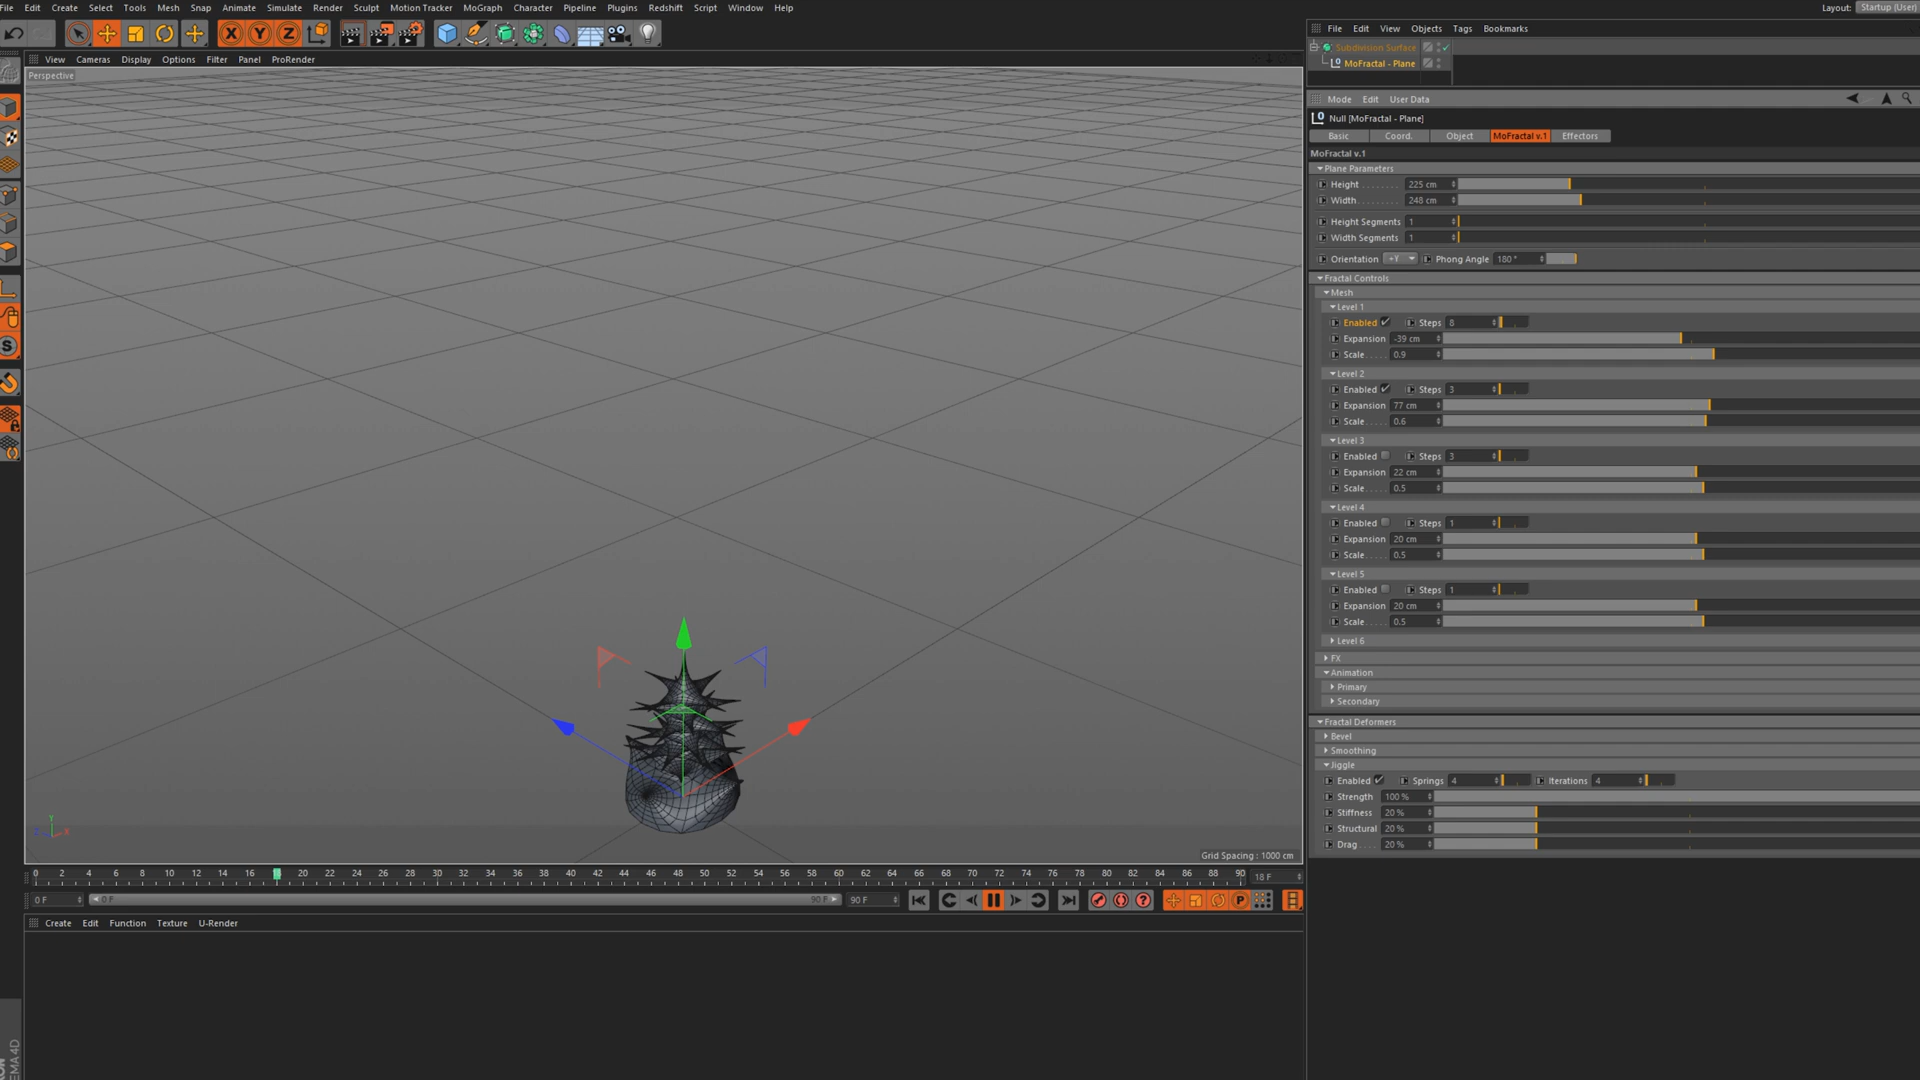 File Edit Create Select Tools Mesh Snap Animate Simulate Render Sculpt Motion Tracker MoGraph Character Pipeline Plugins Redshift Script Window Help
Layout: Startup (User)
X Y Z
File Edit View Objects Tags Bookmarks
Subdivision Surface
MoFractal - Plane
View Cameras Display Options Filter Panel ProRender
Perspective
Mode Edit User Data
Null [MoFractal - Plane]
Basic Coord. Object MoFractal v.1 Effectors
MoFractal v.1
Plane Parameters
Height 225 cm
Width 248 cm
Height Segments 1
Width Segments 1
Orientation +Y Phong Angle 180 °
Fractal Controls
Mesh
Level 1
Enabled Steps 8
Expansion -39 cm
Scale 0.9
Level 2
Enabled Steps 3
Expansion 77 cm
Scale 0.6
Level 3
Enabled Steps 3
Expansion 22 cm
Scale 0.5
Level 4
Enabled Steps 1
Expansion 20 cm
Scale 0.5
Level 5
Enabled Steps 1
Expansion 20 cm
Scale 0.5
Level 6
FX
Animation
Primary
Secondary
Fractal Deformers
Bevel
Smoothing
Jiggle
Enabled Springs 4 Iterations 4
Strength 100 %
Stiffness 20 %
Structural 20 %
Drag 20 %
S
Y
Z X
Grid Spacing : 1000 cm
0 2 4 6 8 10 12 14 16 18 20 22 24 26 28 30 32 34 36 38 40 42 44 46 48 50 52 54 56 58 60 62 64 66 68 70 72 74 76 78 80 82 84 86 88 90 18 F
0 F 0 F 90 F 90 F
? P
Create Edit Function Texture U-Render
EMA 4D